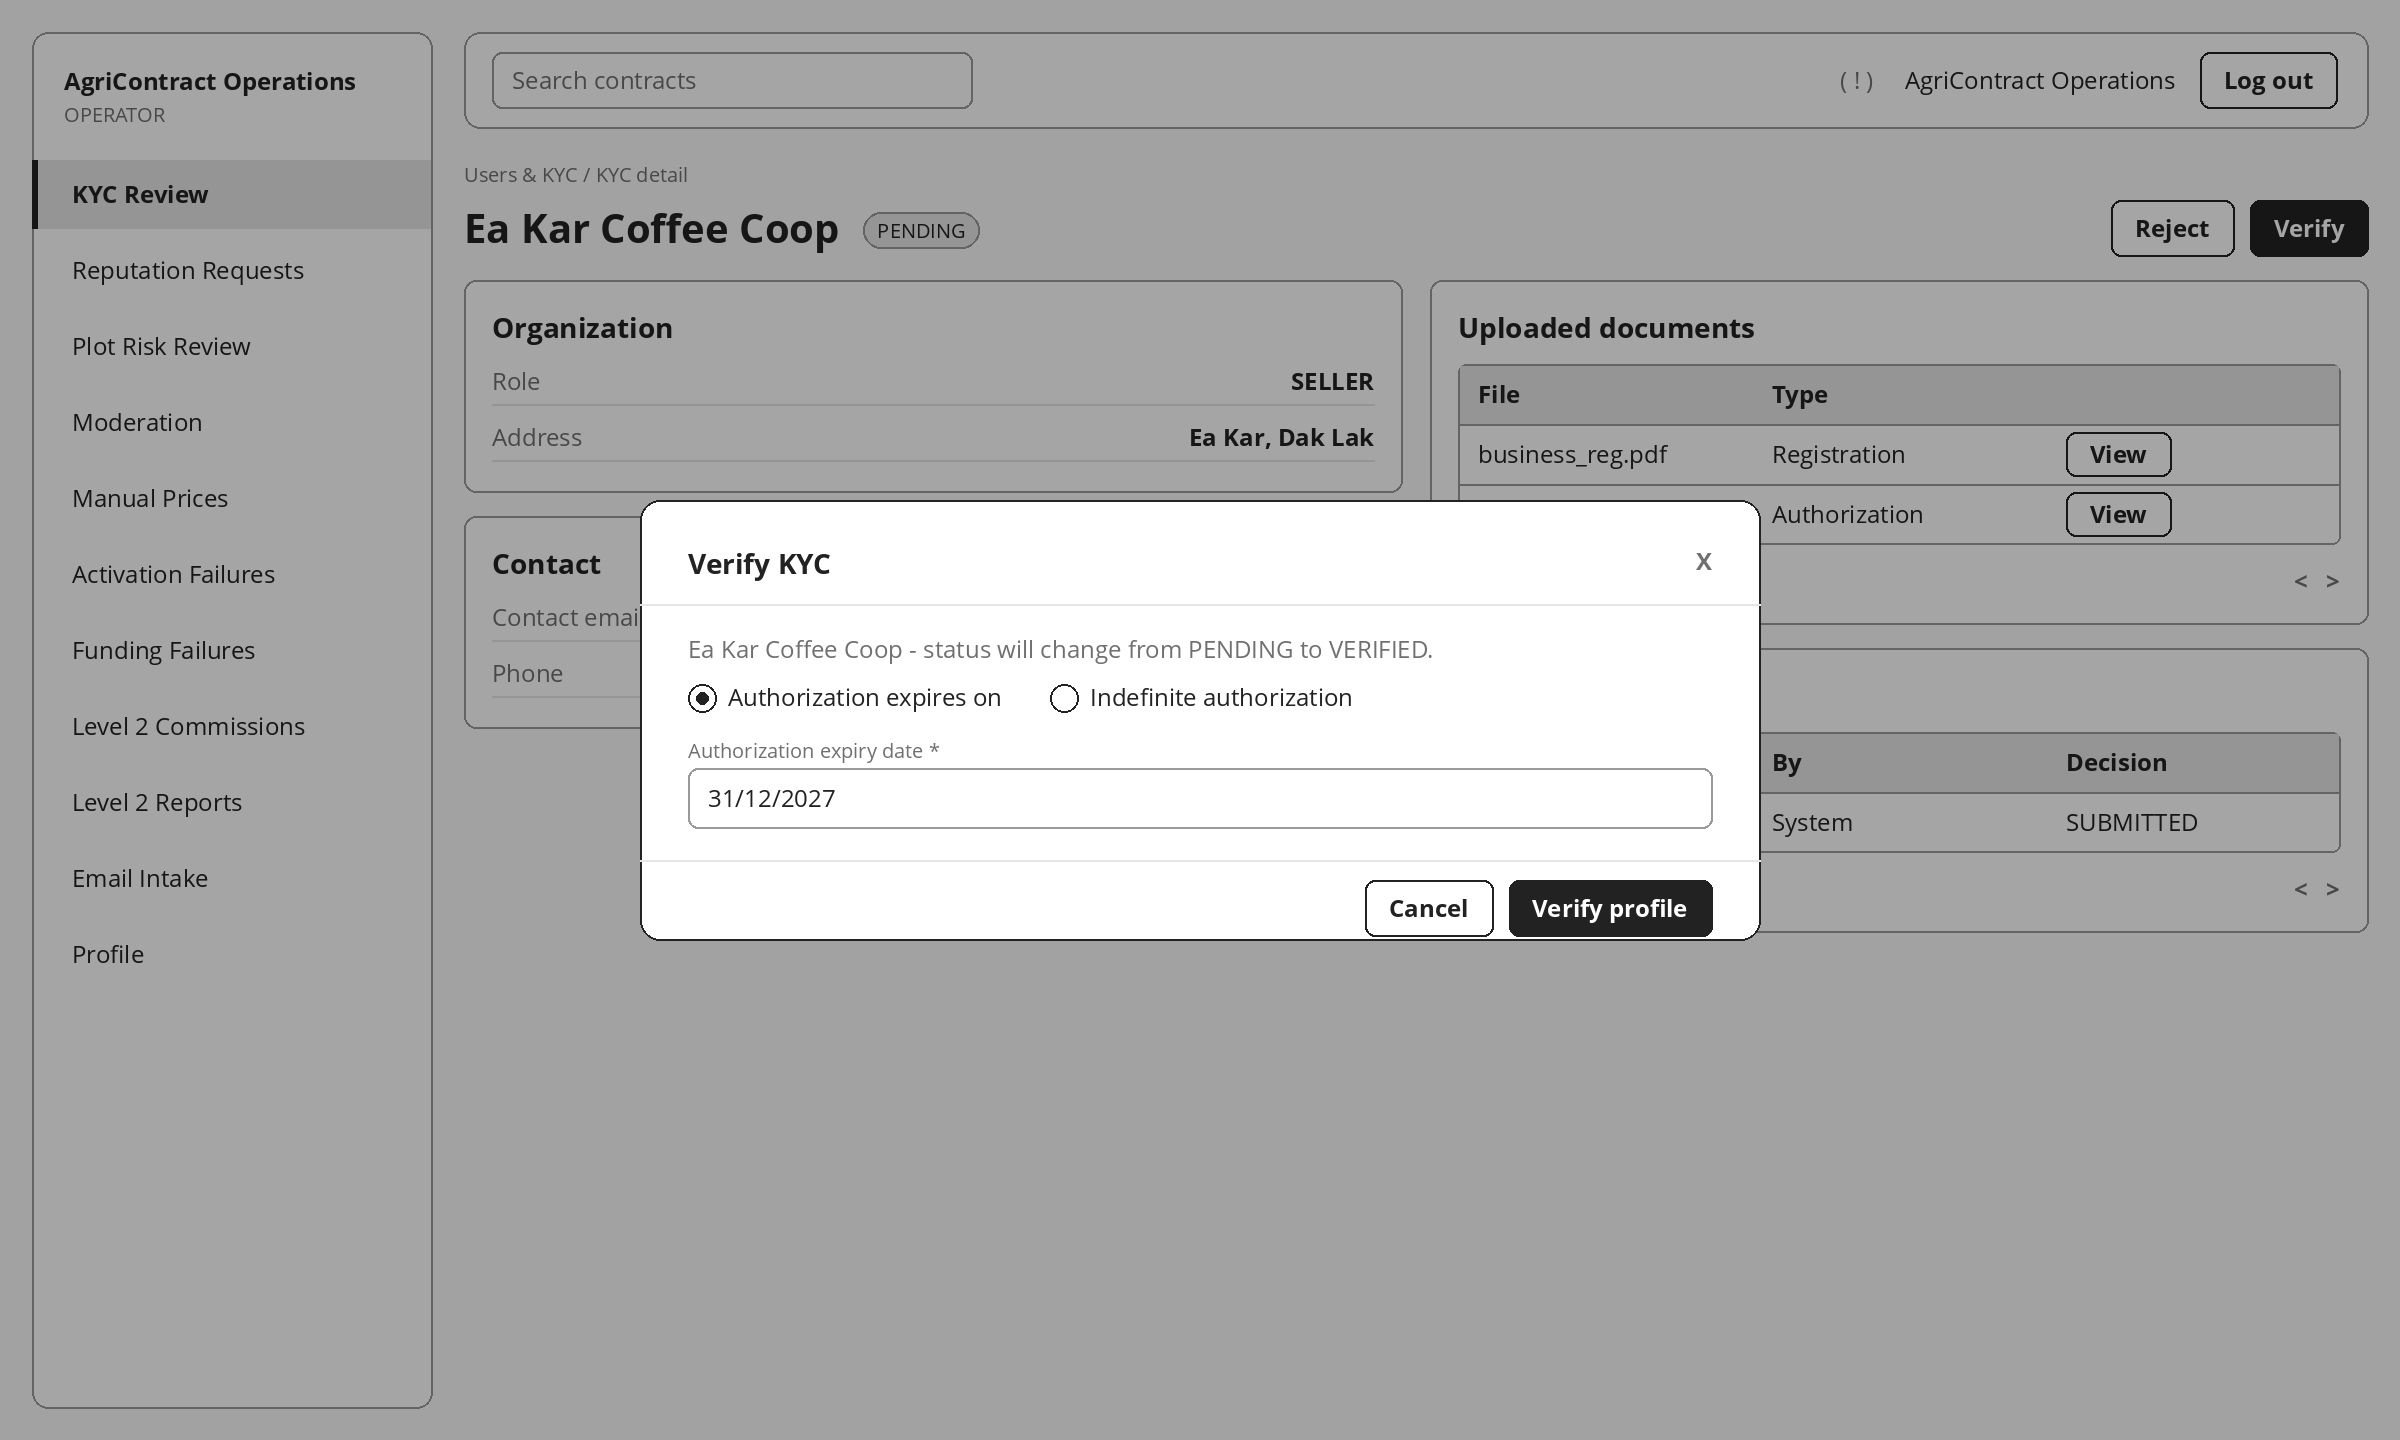 AgriContract Operations
OPERATOR
KYC Review
Reputation Requests
Plot Risk Review
Moderation
Manual Prices
Activation Failures
Funding Failures
Level 2 Commissions
Level 2 Reports
Email Intake
Profile
Search contracts
(!) AgriContract Operations Log out
Users & KYC / KYC detail
Ea Kar Coffee Coop PENDING Reject Verify
Organization
Role SELLER
Address Ea Kar, Dak Lak
Contact
Contact emai
Phone
Uploaded documents
File Type
business_reg.pdf Registration View
Authorization View
< >
By Decision
System SUBMITTED
< >
Verify KYC X
Ea Kar Coffee Coop - status will change from PENDING to VERIFIED.
Authorization expires on Indefinite authorization
Authorization expiry date *
31/12/2027
Cancel Verify profile